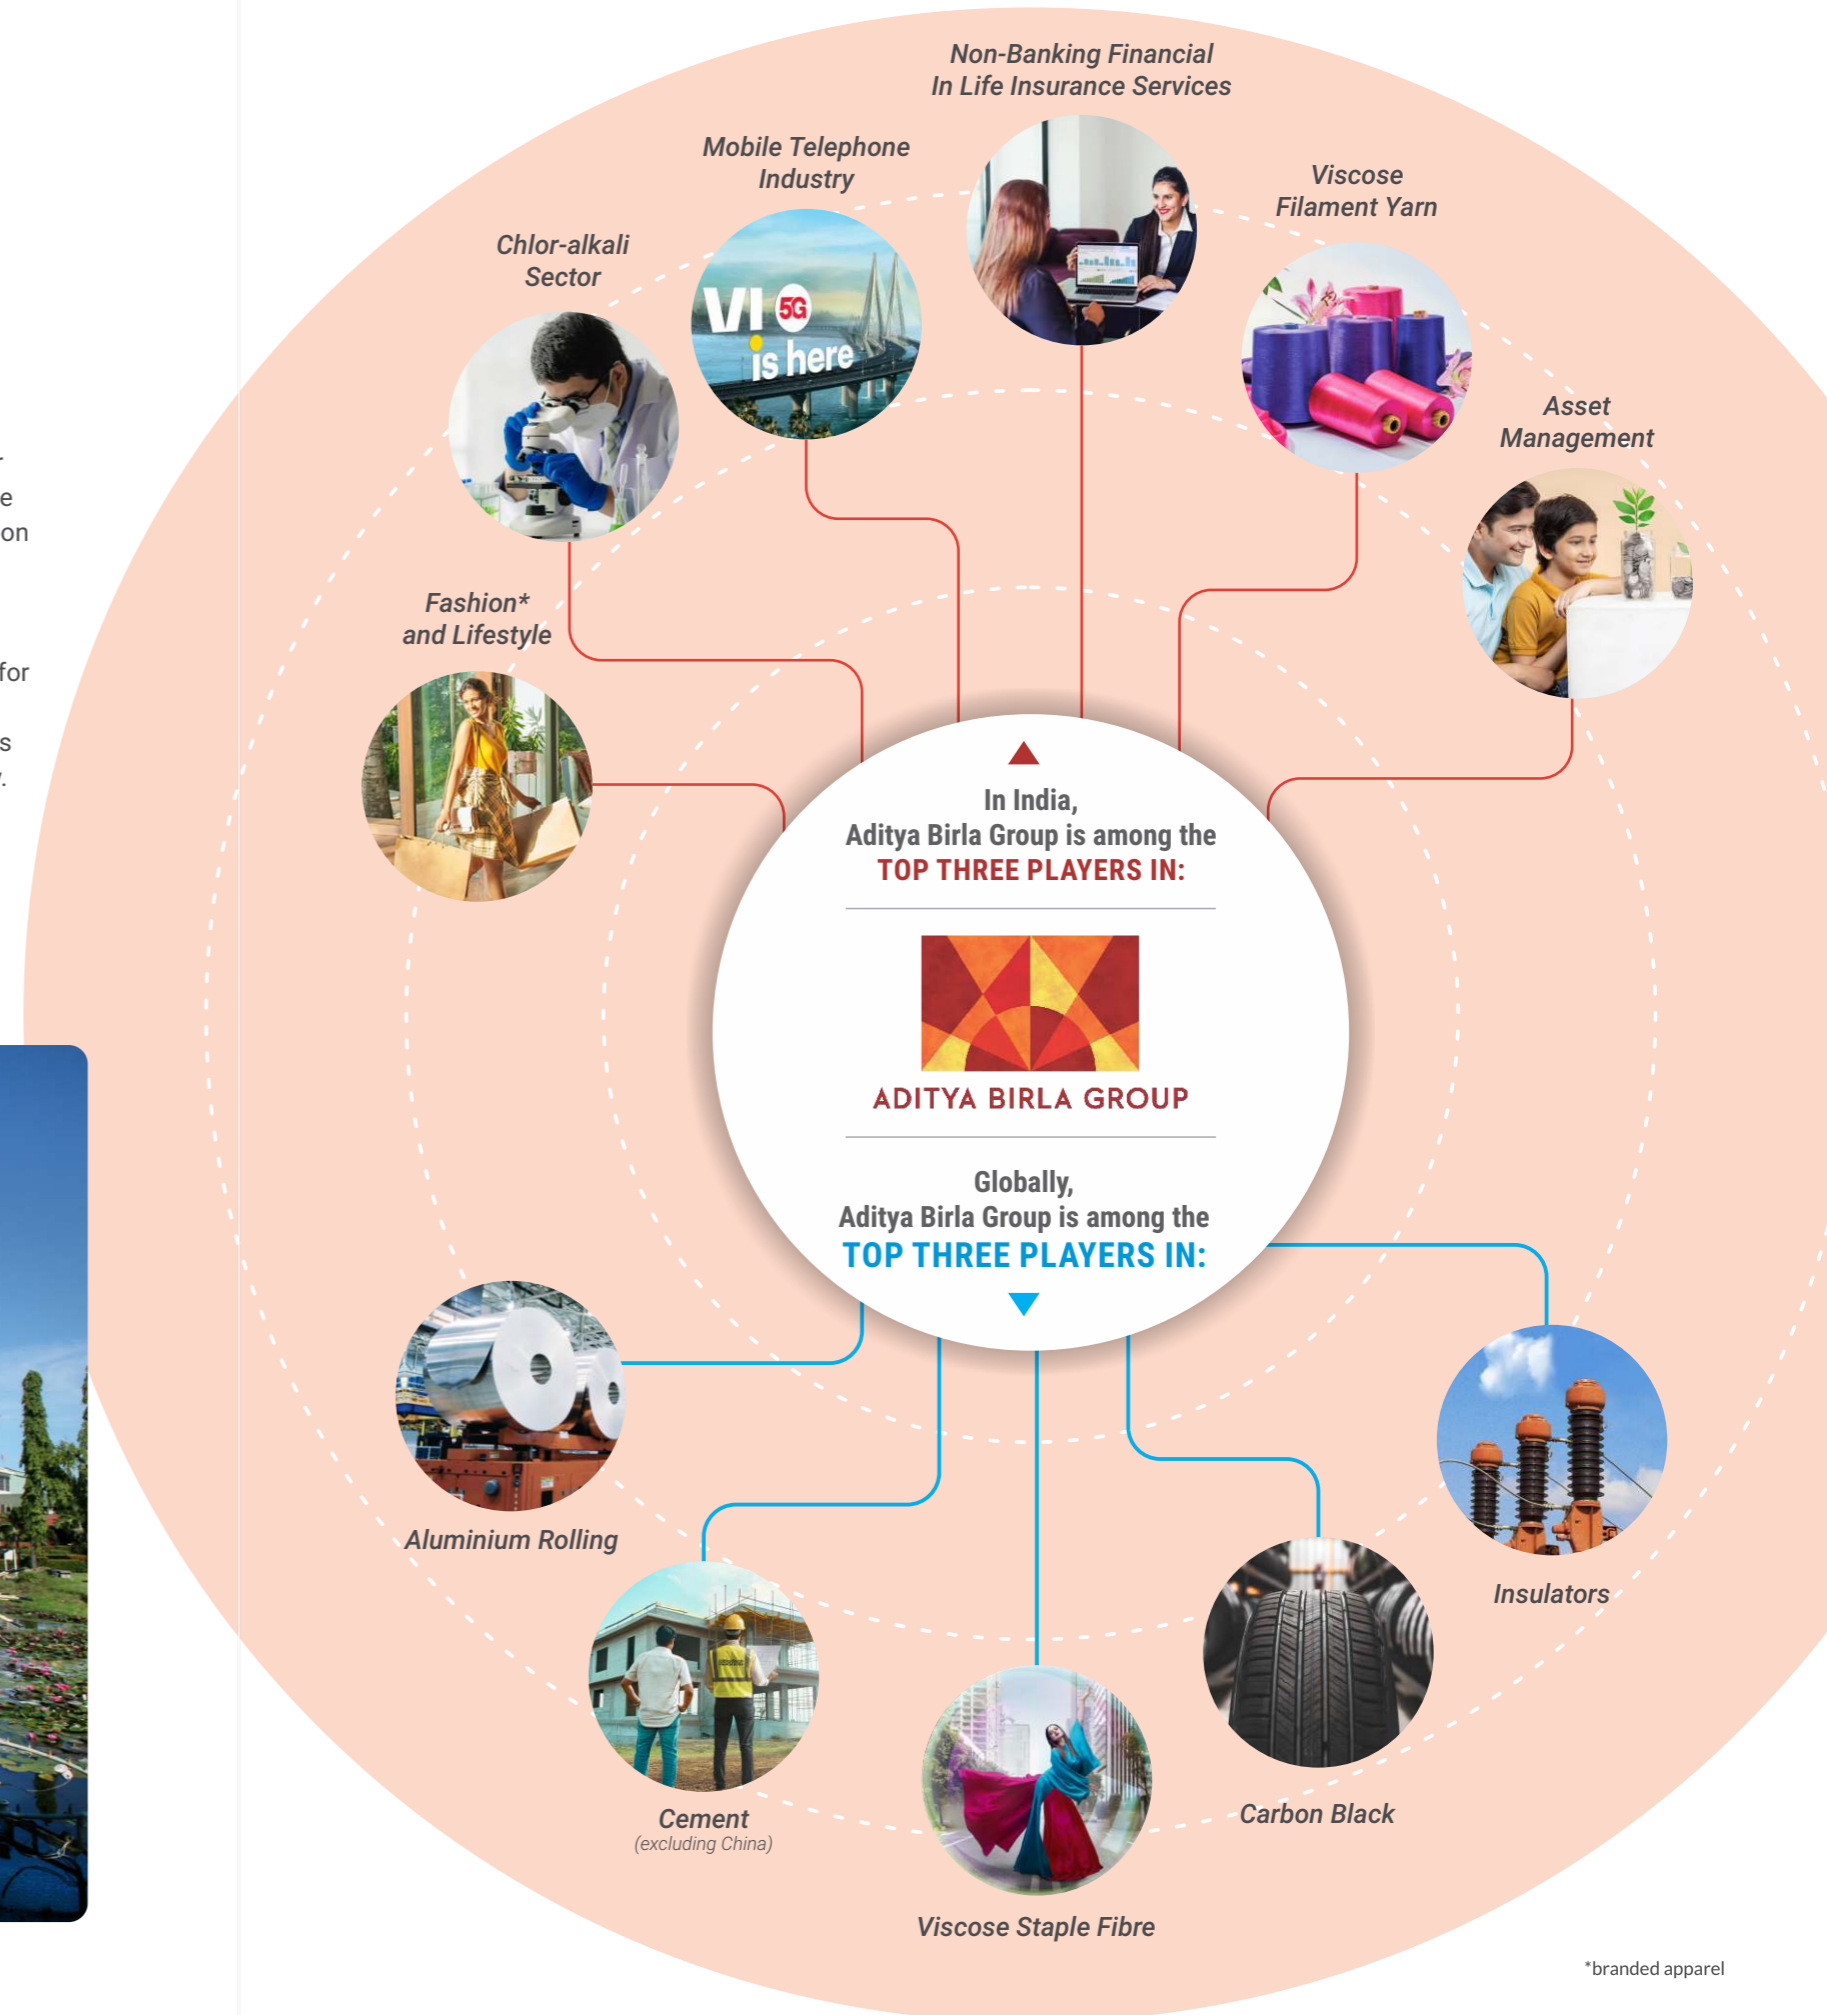 r
e
on
for
s
.
Non-Banking Financial
In Life Insurance Services
Mobile Telephone
Industry
Viscose
Filament Yarn
Chlor-alkali
Sector
VI 5G
is here
Asset
Management
Fashion*
and Lifestyle
In India,
Aditya Birla Group is among the
TOP THREE PLAYERS IN:
ADITYA BIRLA GROUP
Globally,
Aditya Birla Group is among the
TOP THREE PLAYERS IN:
Aluminium Rolling
Insulators
Cement
(excluding China)
Carbon Black
Viscose Staple Fibre
*branded apparel